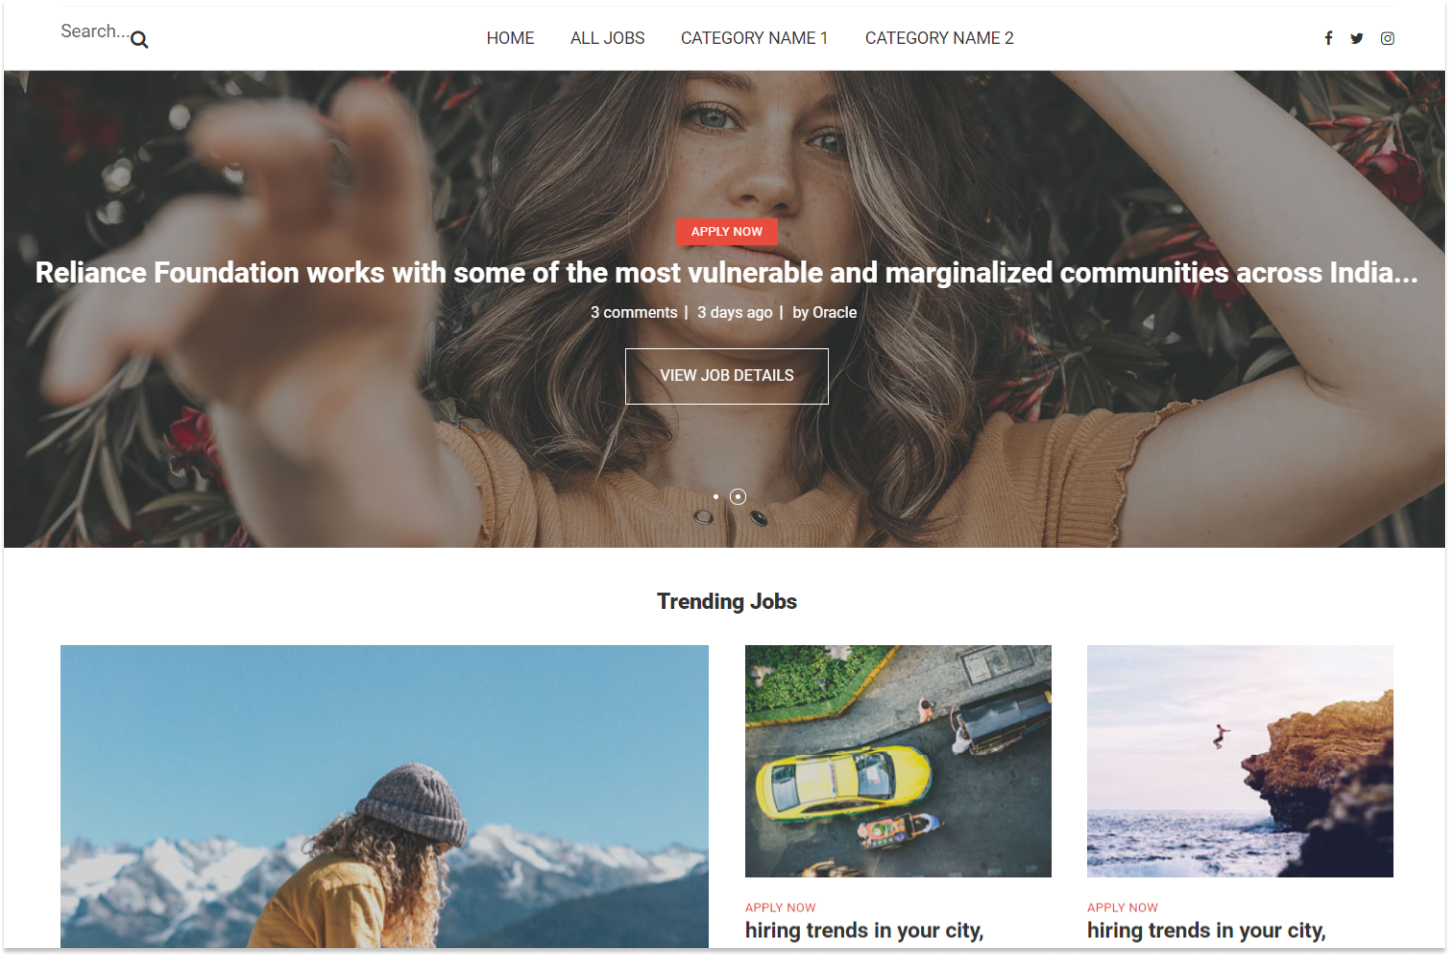 Search...
HOME ALL JOBS CATEGORY NAME 1 CATEGORY NAME 2
APPLY NOW
Reliance Foundation works with some of the most vulnerable and marginalized communities across India...
3 comments | 3 days ago | by Oracle
VIEW JOB DETAILS
Trending Jobs
APPLY NOW
hiring trends in your city,
APPLY NOW
hiring trends in your city,